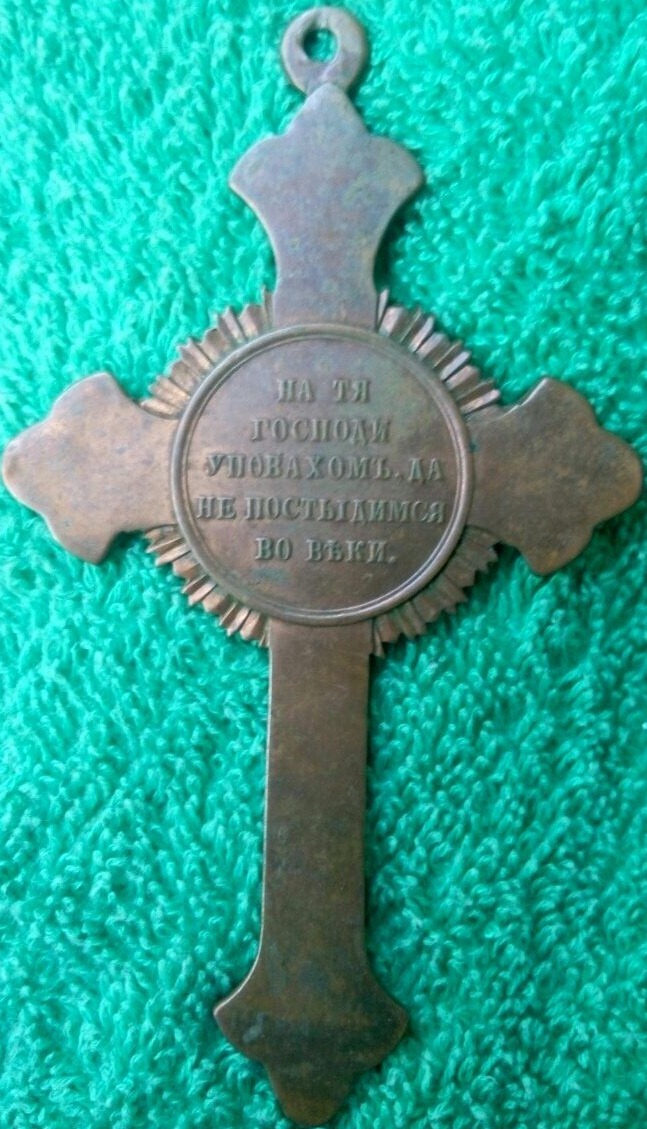 НА ТЯ
ГОСПОДИ
УПОВАХОМЪ, ДА
НЕ ПОСТЫДИМСЯ
ВО ВѢКИ.